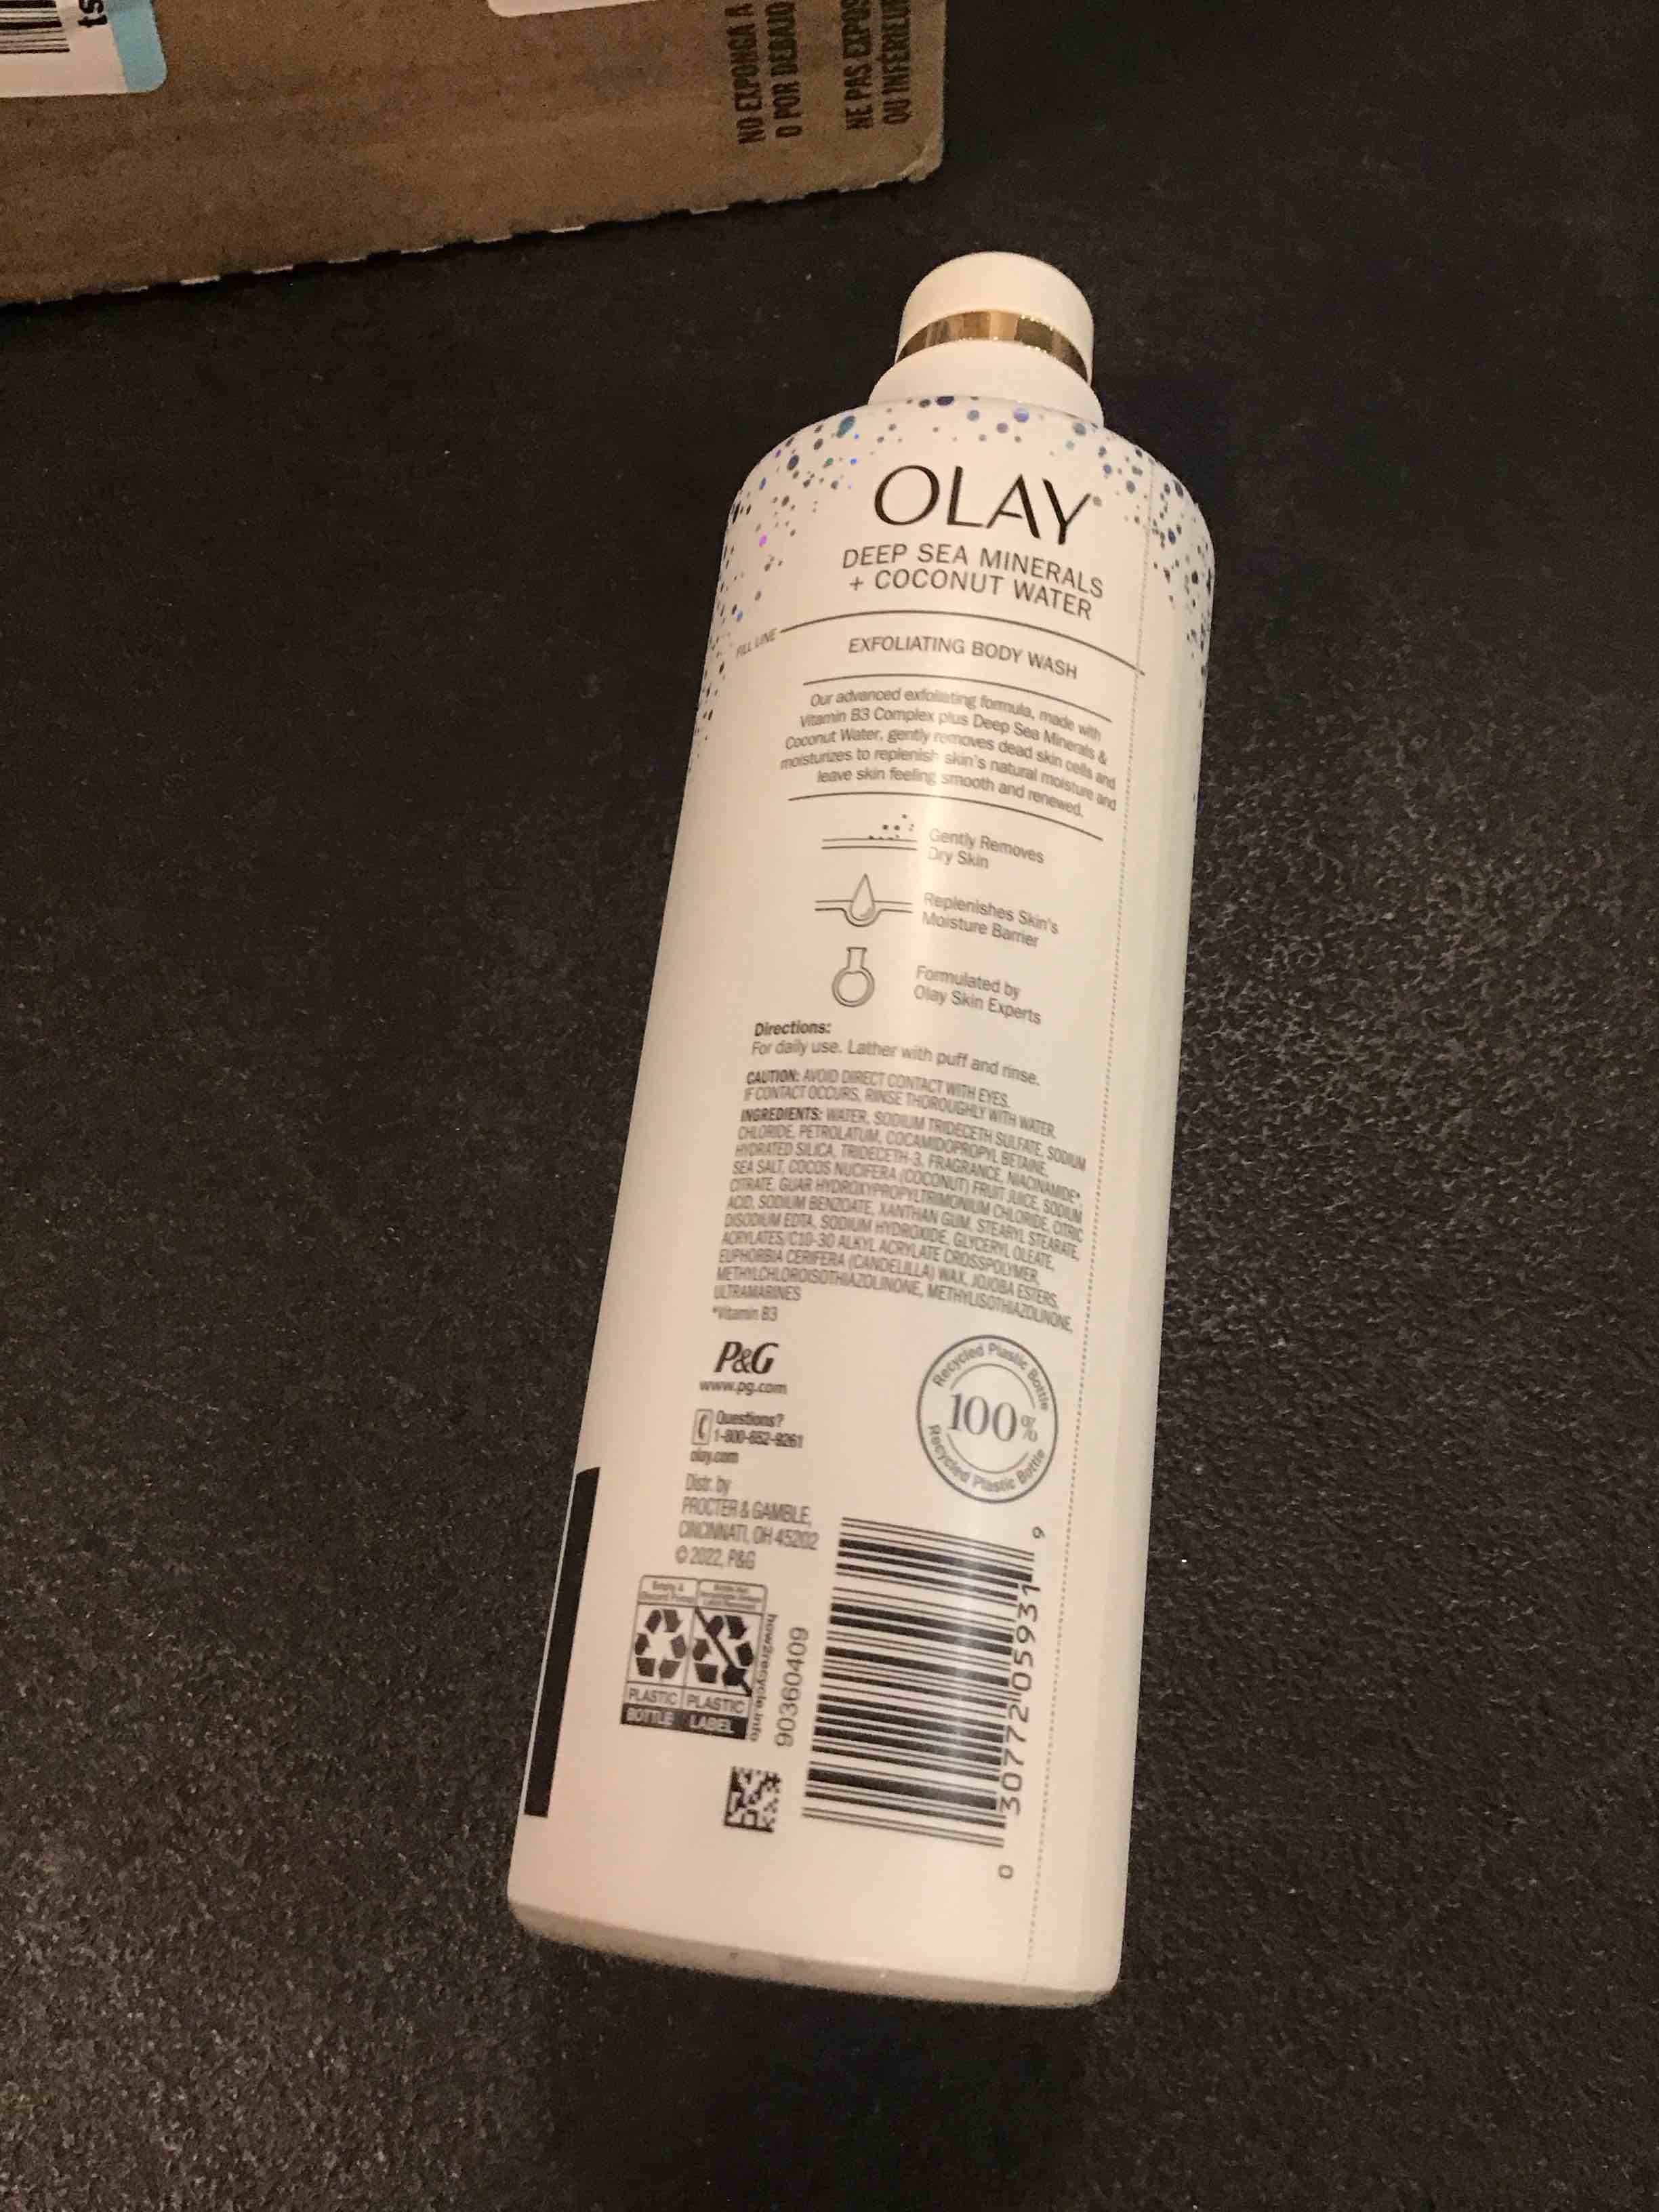 ts
NO EXPONGA A
O POR DEBAJO
NE PAS EXPOS
OU INFÉRIEU
OLAY
DEEP SEA MINERALS
+ COCONUT WATER
FILL LINE
EXFOLIATING BODY WASH
Our advanced exfoliating formula, made with
Vitamin B3 Complex plus Deep Sea Minerals &
Coconut Water, gently removes dead skin cells and
moisturizes to replenish skin's natural moisture and
leave skin feeling smooth and renewed.
Gently Removes
Dry Skin
Replenishes Skin's
Moisture Barrier
Formulated by
Olay Skin Experts
Directions:
For daily use. Lather with puff and rinse.
CAUTION: AVOID DIRECT CONTACT WITH EYES.
IF CONTACT OCCURS, RINSE THOROUGHLY WITH WATER.
INGREDIENTS: WATER, SODIUM TRIDECETH SULFATE, SODIUM
CHLORIDE, PETROLATUM, COCAMIDOPROPYL BETAINE,
HYDRATED SILICA, TRIDECETH-3, FRAGRANCE, NIACINAMIDE*,
SEA SALT, COCOS NUCIFERA (COCONUT) FRUIT JUICE, SODIUM
CITRATE, GUAR HYDROXYPROPYLTRIMONIUM CHLORIDE, CITRIC
ACID, SODIUM BENZOATE, XANTHAN GUM, STEARYL STEARATE,
DISODIUM EDTA, SODIUM HYDROXIDE, GLYCERYL OLEATE,
ACRYLATES/C10-30 ALKYL ACRYLATE CROSSPOLYMER,
EUPHORBIA CERIFERA (CANDELILLA) WAX, JOJOBA ESTERS,
METHYLCHLOROISOTHIAZOLINONE, METHYLISOTHIAZOLINONE,
ULTRAMARINES
*Vitamin B3
P&G
www.pg.com
Questions?
1-800-852-9261
olay.com
Recycled Plastic Bottle
100%
Recycled Plastic Bottle
Distr. by
PROCTER & GAMBLE,
CINCINNATI, OH 45202
© 2022, P&G
PLASTIC PLASTIC
BOTTLE LABEL
how2recycle.info
90360409
0 30772 05931 9